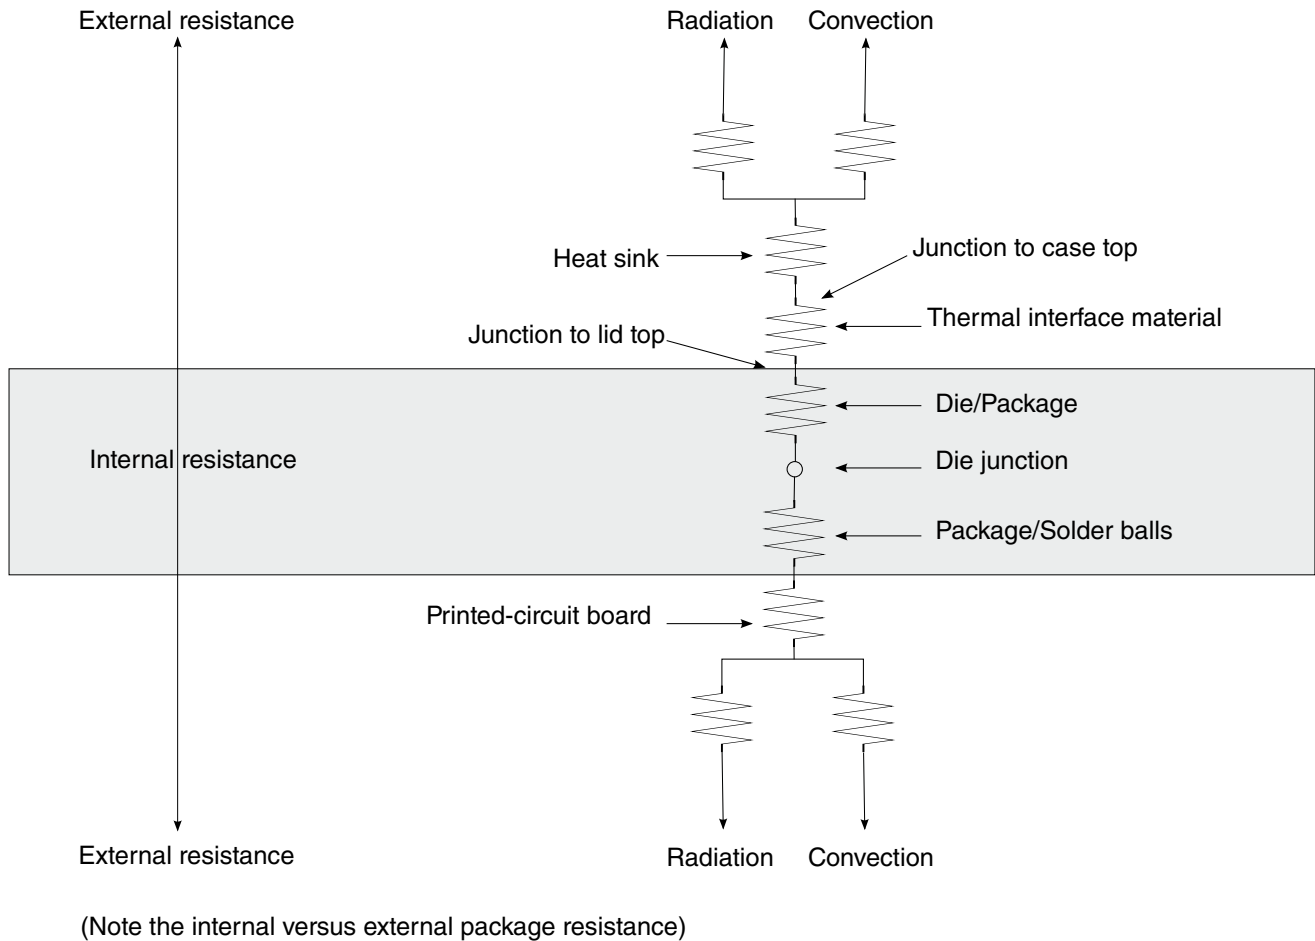 External resistance
Radiation
Convection
Heat sink
Junction to case top
Thermal interface material
Junction to lid top
Die/Package
Internal resistance
Die junction
Package/Solder balls
Printed-circuit board
External resistance
Radiation
Convection
(Note the internal versus external package resistance)